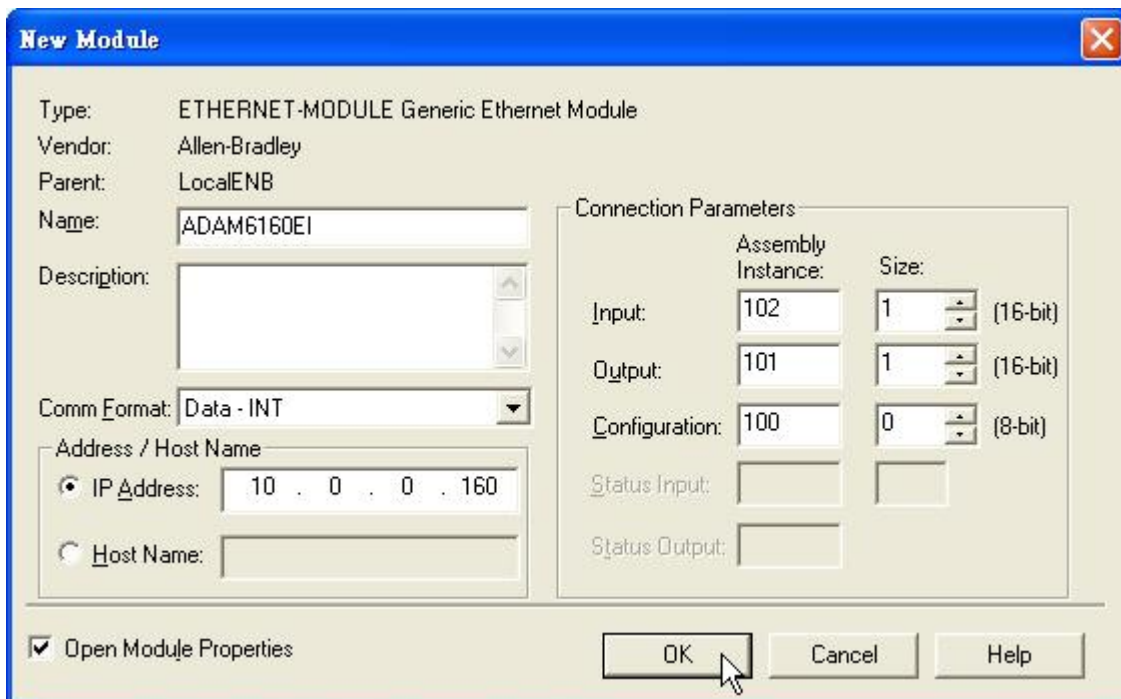 New Module
Type: ETHERNET-MODULE Generic Ethernet Module
Vendor: Allen-Bradley
Parent: LocalENB
Name: ADAM6160EI
Description:
Comm Format: Data - INT
Address / Host Name
IP Address: 10 . 0 . 0 . 160
Host Name:
Connection Parameters
Assembly Instance: Size:
Input: 102 1 (16-bit)
Output: 101 1 (16-bit)
Configuration: 100 0 (8-bit)
Status Input:
Status Output:
Open Module Properties
OK Cancel Help